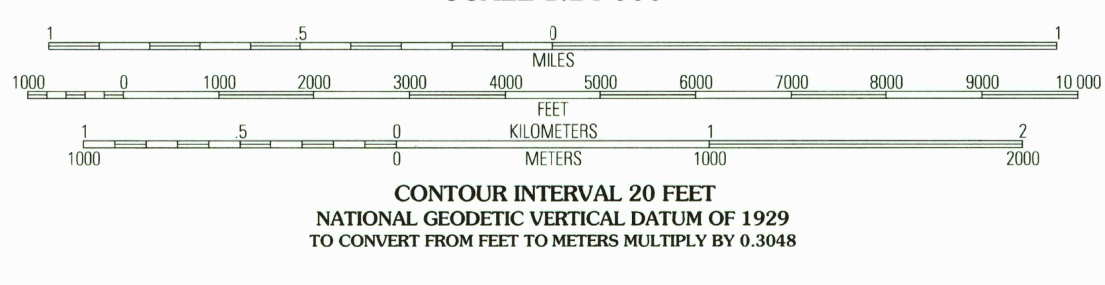 1 .5 0 1
MILES
1000 0 1000 2000 3000 4000 5000 6000 7000 8000 9000 10 000
FEET
1 .5 0 KILOMETERS 1 2
1000 0 METERS 1000 2000
CONTOUR INTERVAL 20 FEET
NATIONAL GEODETIC VERTICAL DATUM OF 1929
TO CONVERT FROM FEET TO METERS MULTIPLY BY 0.3048